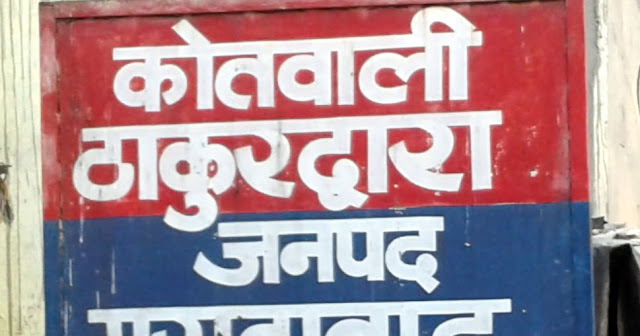 कोतवाली
ठाकुरद्वारा
जनपद